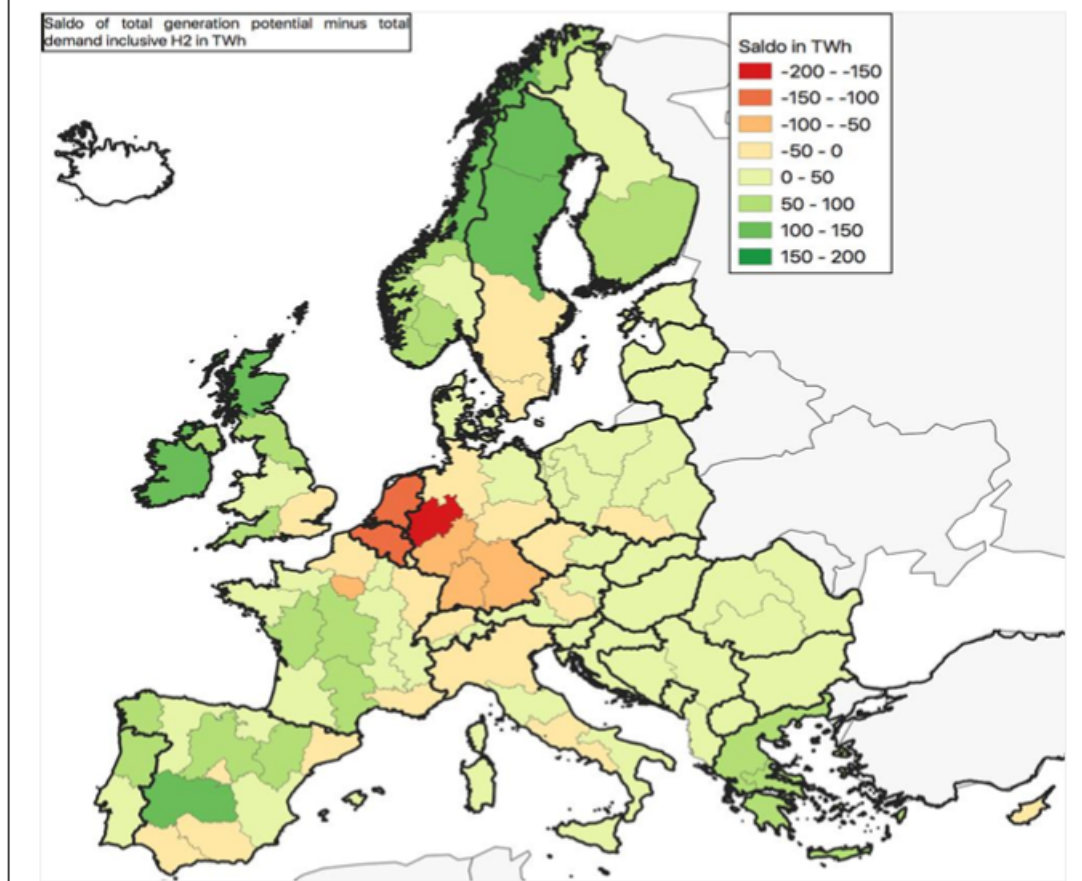 Saldo of total generation potential minus total
demand inclusive H2 in TWh
Saldo in TWh
-200 - -150
-150 - -100
-100 - -50
-50 - 0
0 - 50
50 - 100
100 - 150
150 - 200